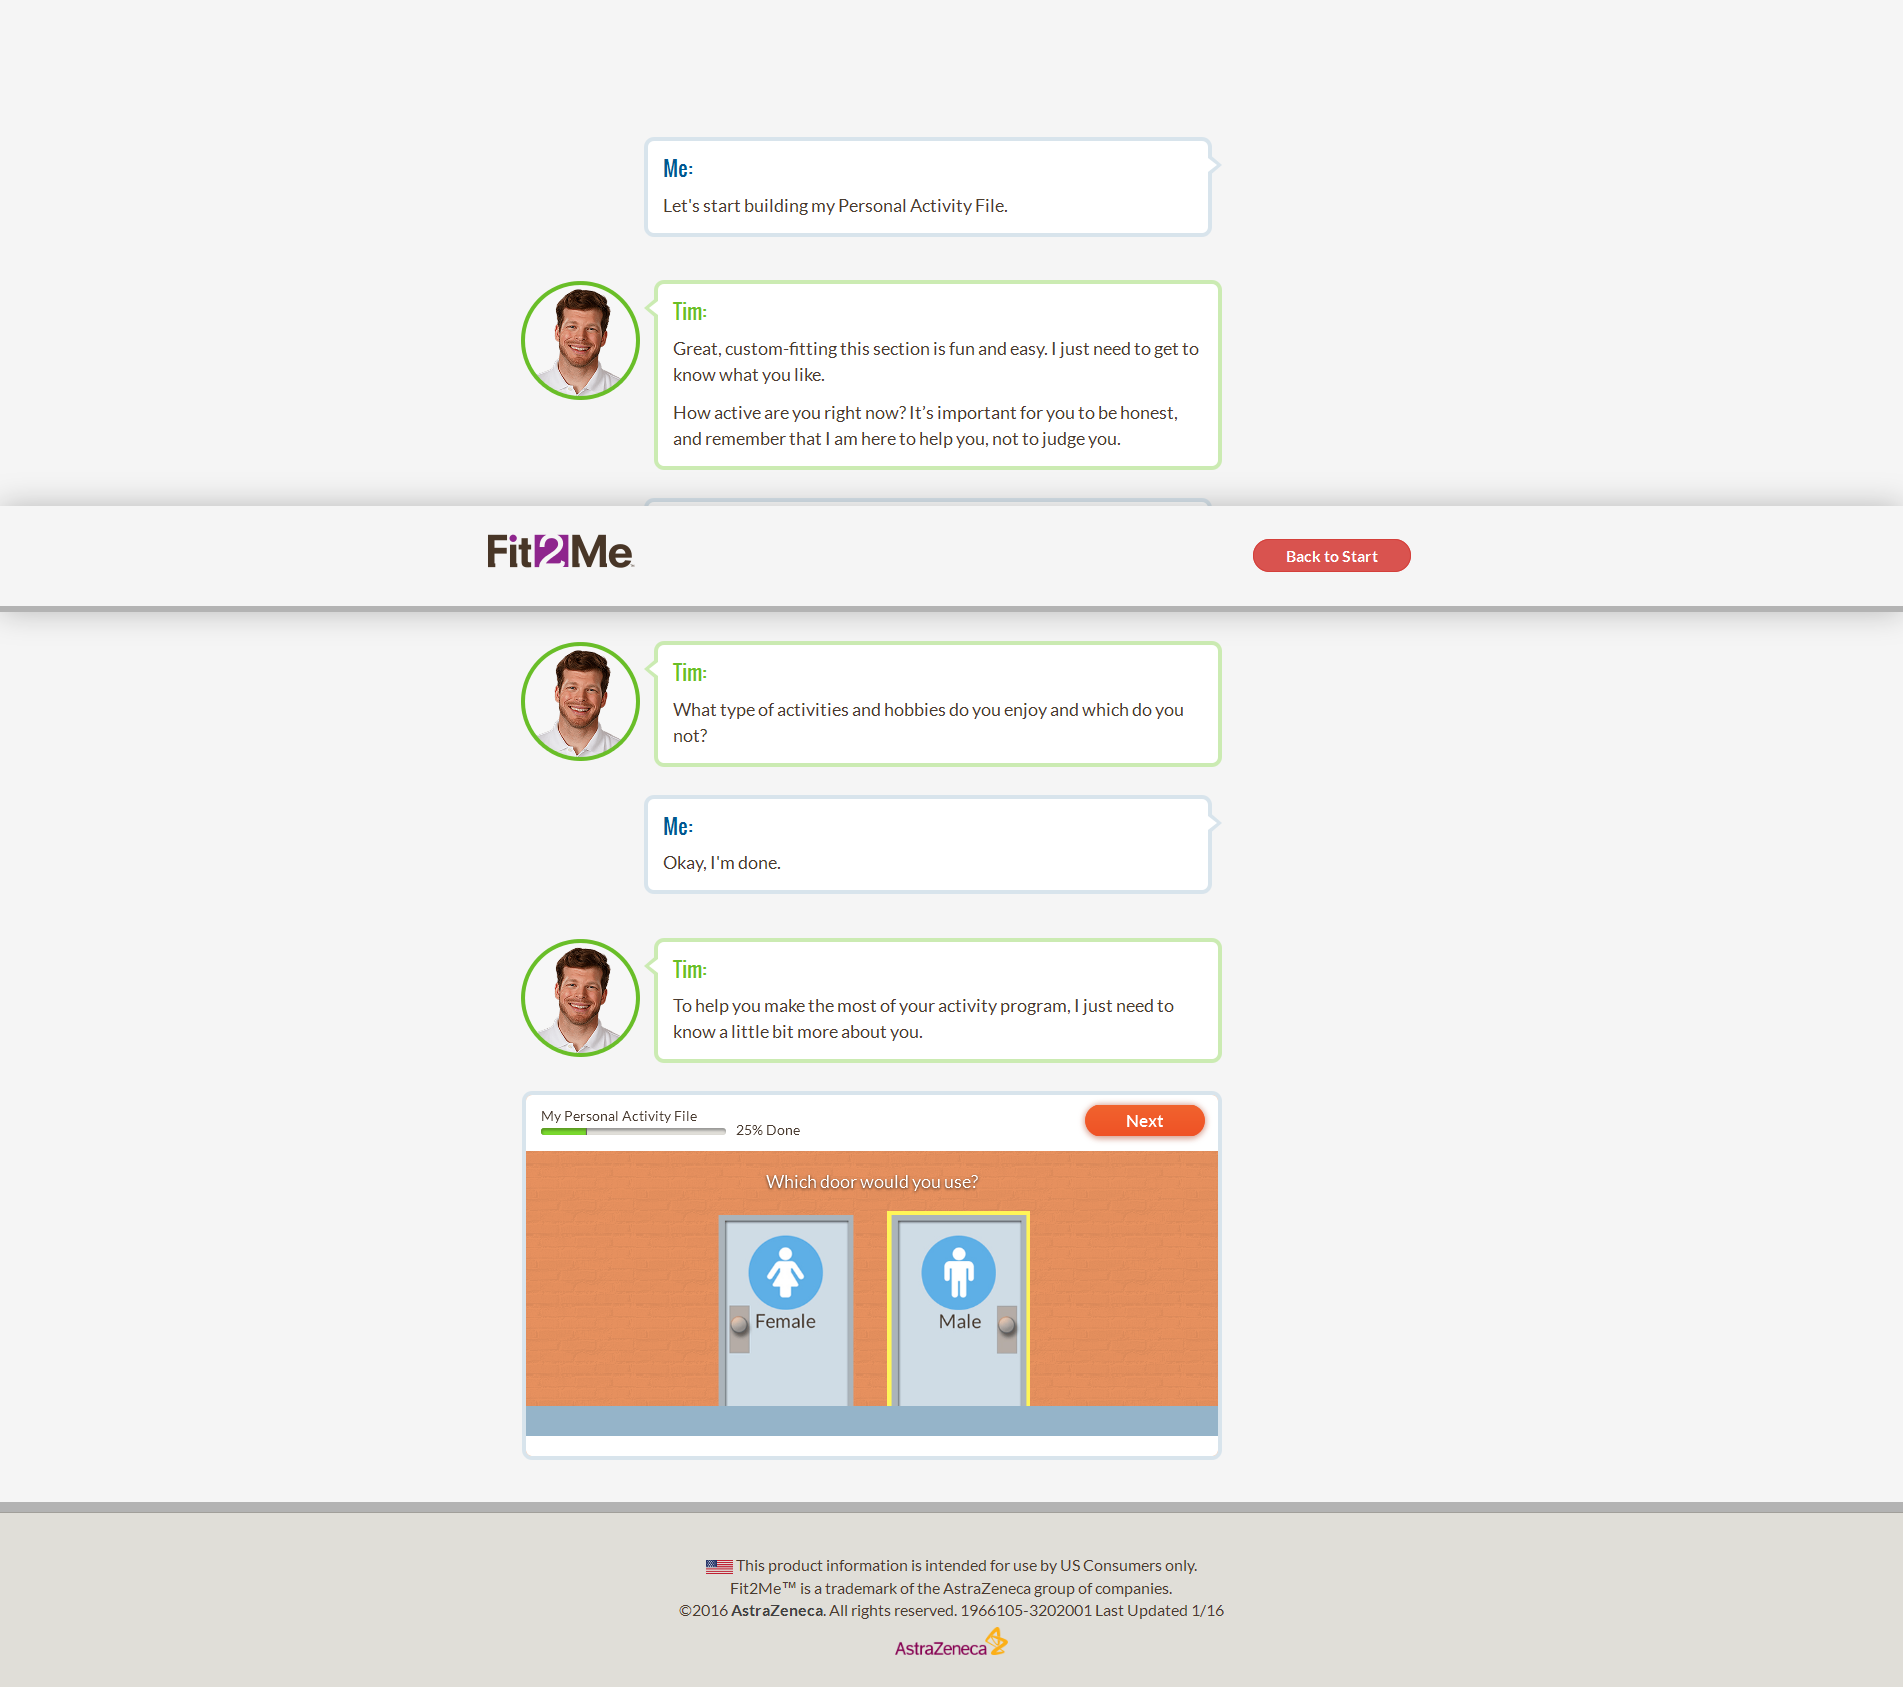 Me:
Let's start building my Personal Activity File.
Tim:
Great, custom-fitting this section is fun and easy. I just need to get to
know what you like.
How active are you right now? It’s important for you to be honest,
and remember that I am here to help you, not to judge you.
Fit2Me™
Back to Start
Tim:
What type of activities and hobbies do you enjoy and which do you
not?
Me:
Okay, I'm done.
Tim:
To help you make the most of your activity program, I just need to
know a little bit more about you.
My Personal Activity File
25% Done
Next
Which door would you use?
Female
Male
This product information is intended for use by US Consumers only.
Fit2Me™ is a trademark of the AstraZeneca group of companies.
©2016 AstraZeneca. All rights reserved. 1966105-3202001 Last Updated 1/16
AstraZeneca